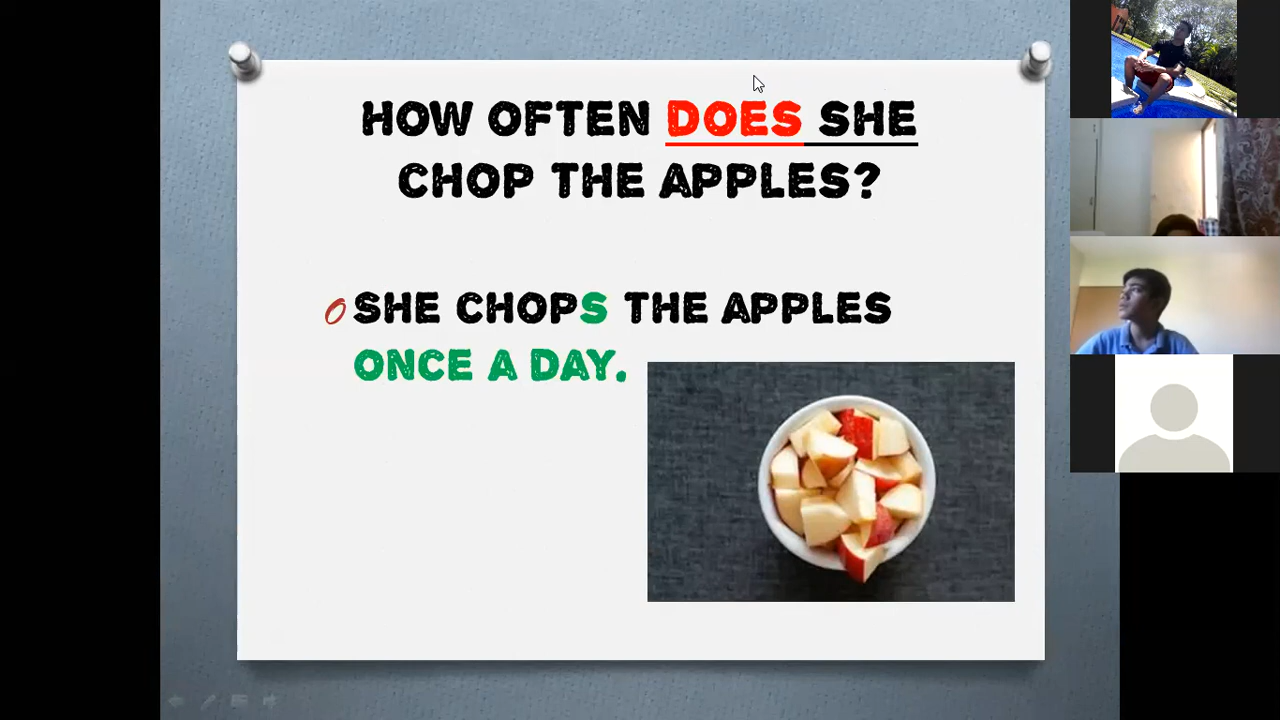 HOW OFTEN DOES SHE
CHOP THE APPLES?
SHE CHOPS THE APPLES
ONCE A DAY.